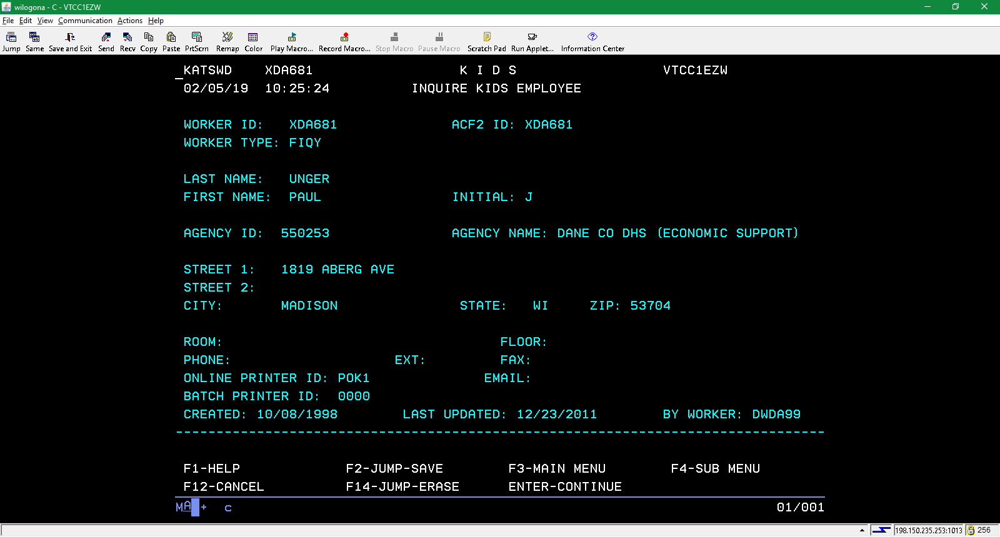 wilogona - C - VTCC1EZW
File Edit View Communication Actions Help
Jump Same Save and Exit Send Recv Copy Paste PrtScrn Remap Color Play Macro... Record Macro... Stop Macro Pause Macro Scratch Pad Run Applet... Information Center
_KATSWD XDA681 K I D S VTCC1EZW
02/05/19 10:25:24 INQUIRE KIDS EMPLOYEE
WORKER ID: XDA681 ACF2 ID: XDA681
WORKER TYPE: FIQY
LAST NAME: UNGER
FIRST NAME: PAUL INITIAL: J
AGENCY ID: 550253 AGENCY NAME: DANE CO DHS (ECONOMIC SUPPORT)
STREET 1: 1819 ABERG AVE
STREET 2:
CITY: MADISON STATE: WI ZIP: 53704
ROOM: FLOOR:
PHONE: EXT: FAX:
ONLINE PRINTER ID: POK1 EMAIL:
BATCH PRINTER ID: 0000
CREATED: 10/08/1998 LAST UPDATED: 12/23/2011 BY WORKER: DWDA99
--------------------------------------------------------------------------------
F1-HELP F2-JUMP-SAVE F3-MAIN MENU F4-SUB MENU
F12-CANCEL F14-JUMP-ERASE ENTER-CONTINUE
MA + c 01/001
198.150.235.253:1013 256